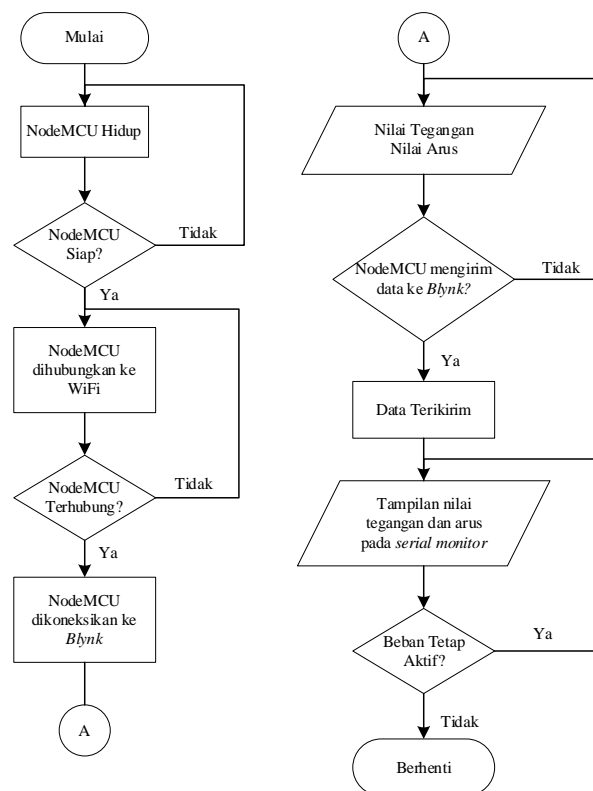 Mulai
NodeMCU Hidup
NodeMCU
Siap?
Tidak
Ya
NodeMCU
dihubungkan ke
WiFi
NodeMCU
Terhubung?
Tidak
Ya
NodeMCU
dikoneksikan ke
Blynk
A
A
Nilai Tegangan
Nilai Arus
NodeMCU mengirim
data ke Blynk?
Tidak
Ya
Data Terikirim
Tampilan nilai
tegangan dan arus
pada serial monitor
Beban Tetap
Aktif?
Ya
Tidak
Berhenti